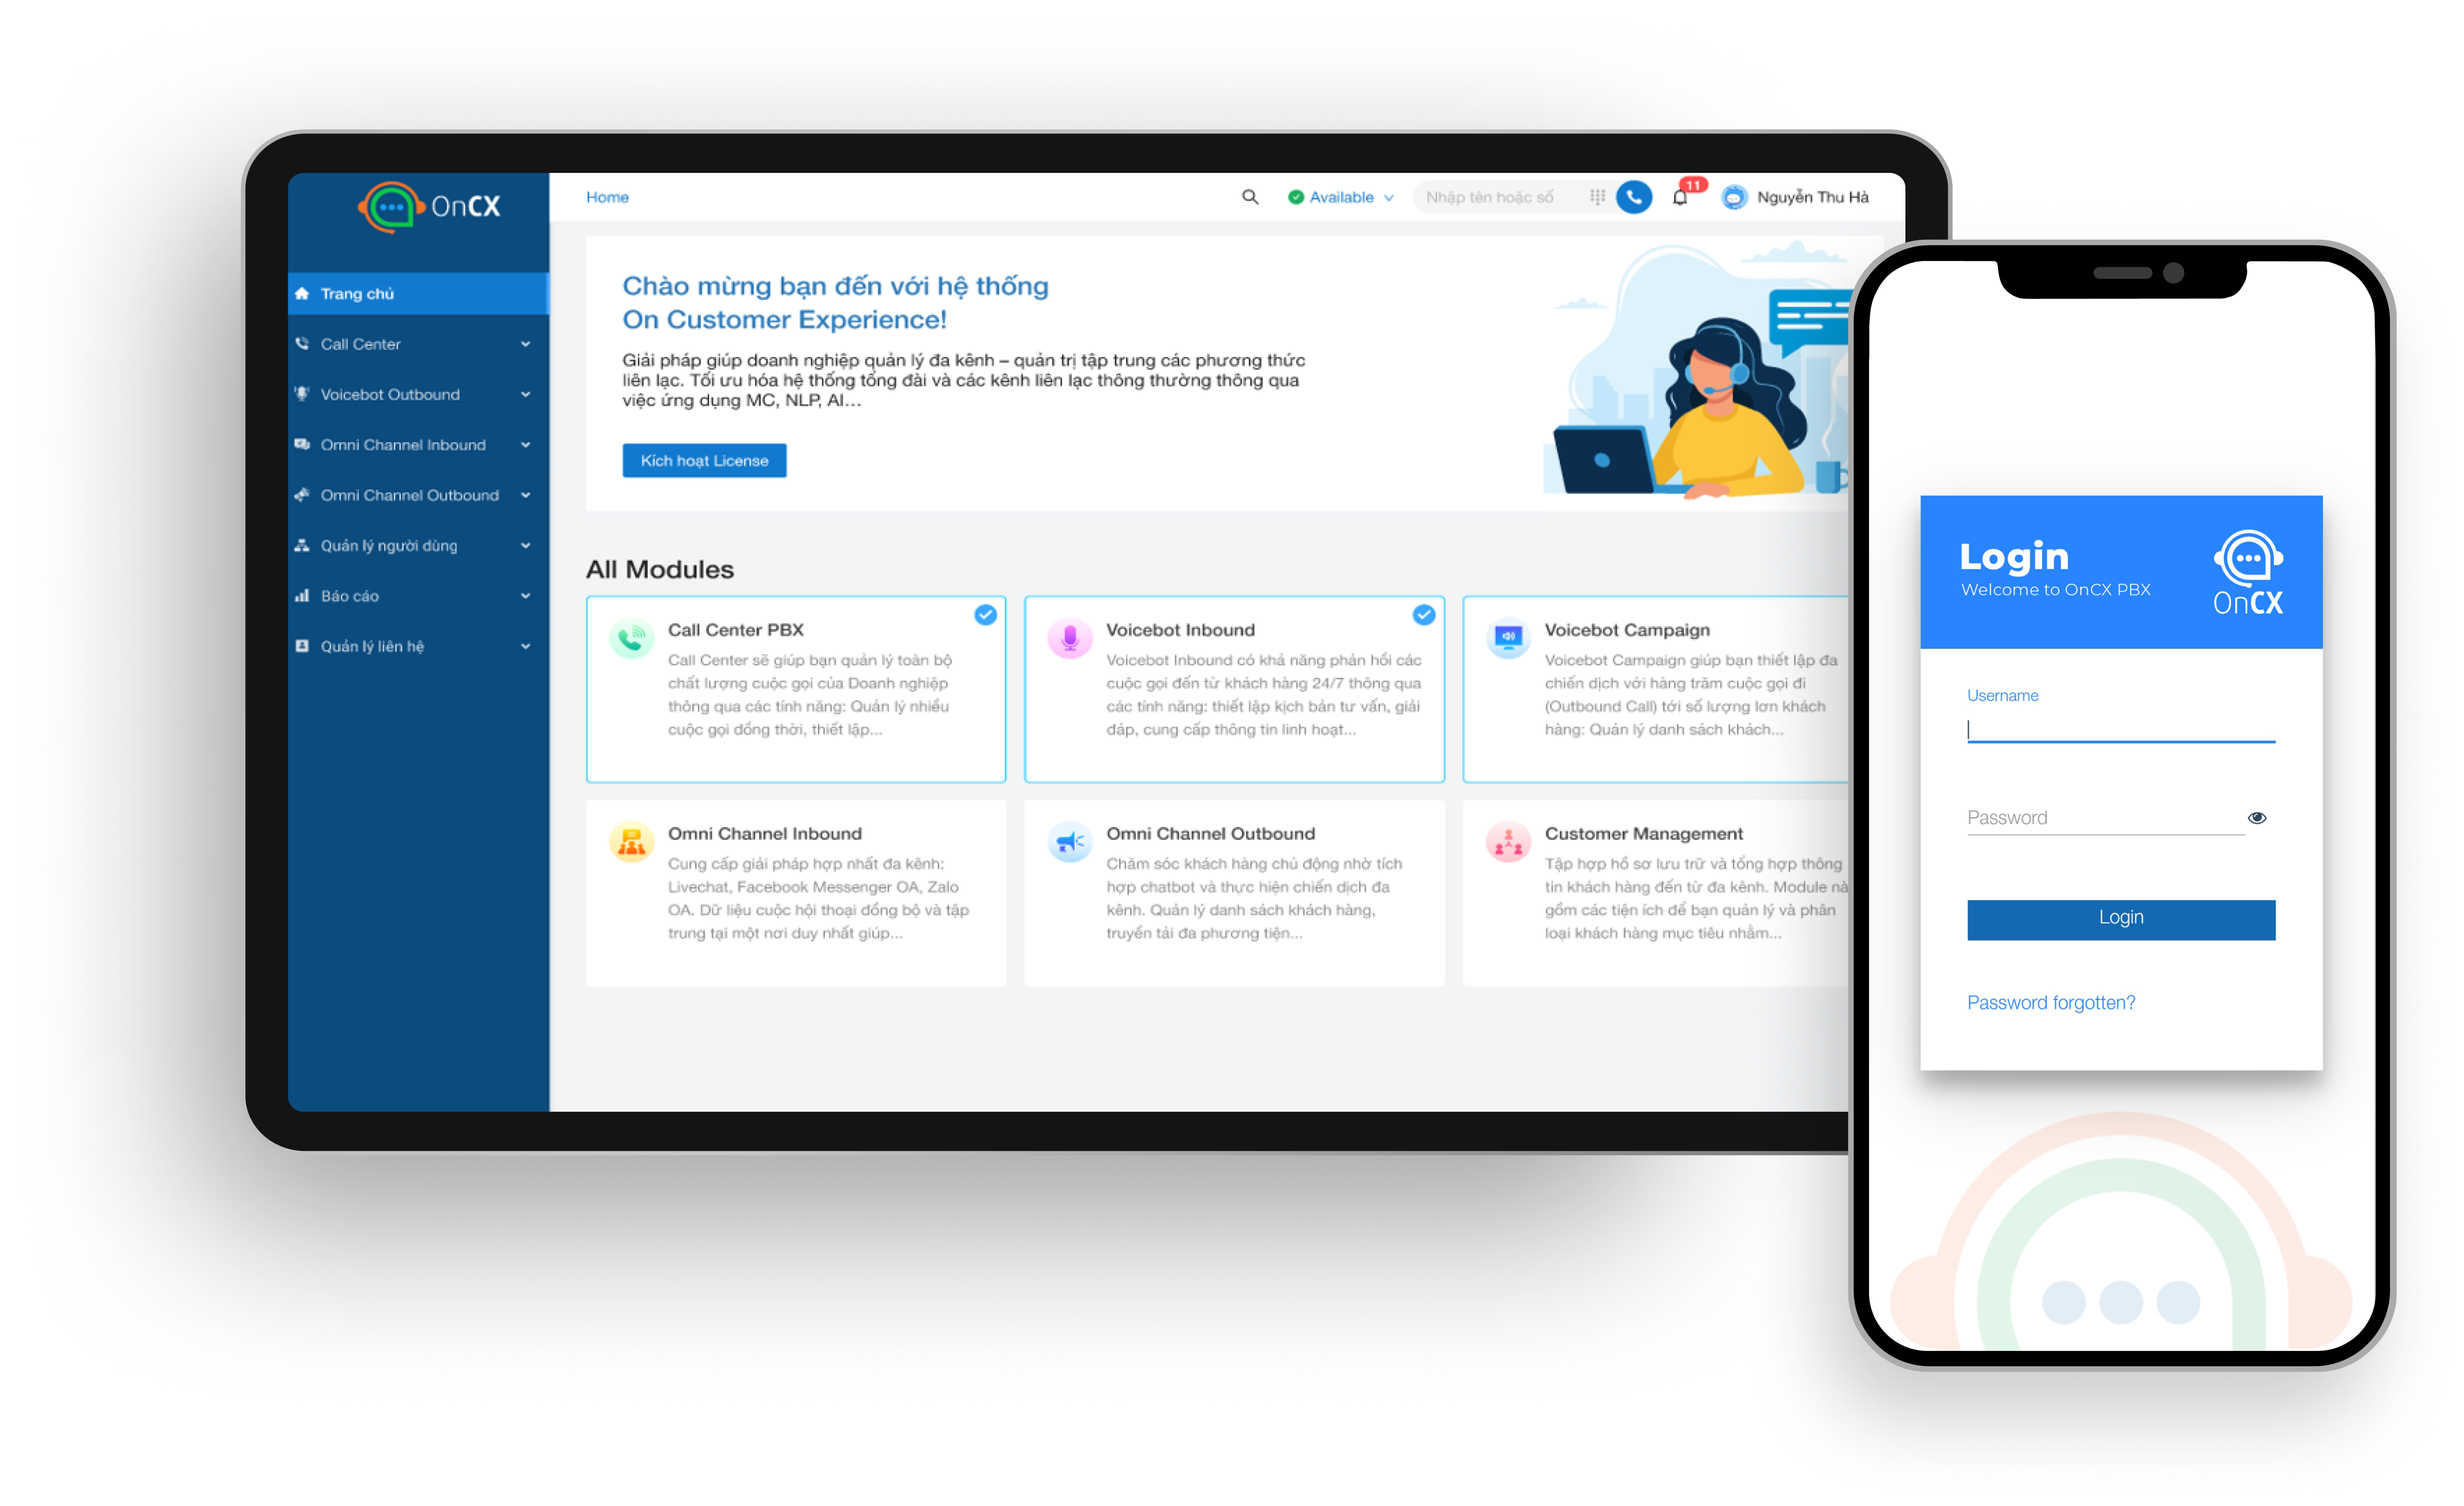 OnCX
Home
Available
Nhập tên hoặc số
11
Nguyễn Thu Hà
Trang chủ
Call Center
Voicebot Outbound
Omni Channel Inbound
Omni Channel Outbound
Quản lý người dùng
Báo cáo
Quản lý liên hệ
Chào mừng bạn đến với hệ thống
On Customer Experience!
Giải pháp giúp doanh nghiệp quản lý đa kênh – quản trị tập trung các phương thức
liên lạc. Tối ưu hóa hệ thống tổng đài và các kênh liên lạc thông thường thông qua
việc ứng dụng MC, NLP, AI...
Kích hoạt License
All Modules
Call Center PBX
Call Center sẽ giúp bạn quản lý toàn bộ
chất lượng cuộc gọi của Doanh nghiệp
thông qua các tính năng: Quản lý nhiều
cuộc gọi đồng thời, thiết lập...
Voicebot Inbound
Voicebot Inbound có khả năng phản hồi các
cuộc gọi đến từ khách hàng 24/7 thông qua
các tính năng: thiết lập kịch bản tư vấn, giải
đáp, cung cấp thông tin linh hoạt...
Voicebot Campaign
Voicebot Campaign giúp bạn thiết lập đa
chiến dịch với hàng trăm cuộc gọi đi
(Outbound Call) tới số lượng lơn khách
hàng: Quản lý danh sách khách...
Omni Channel Inbound
Cung cấp giải pháp hợp nhất đa kênh:
Livechat, Facebook Messenger OA, Zalo
OA. Dữ liệu cuộc hội thoại đồng bộ và tập
trung tại một nơi duy nhất giúp...
Omni Channel Outbound
Chăm sóc khách hàng chủ động nhờ tích
hợp chatbot và thực hiện chiến dịch đa
kênh. Quản lý danh sách khách hàng,
truyền tải đa phương tiện...
Customer Management
Tập hợp hồ sơ lưu trữ và tổng hợp thông
tin khách hàng đến từ đa kênh. Module nà
gồm các tiện ích để bạn quản lý và phân
loại khách hàng mục tiêu nhằm...
Login
Welcome to OnCX PBX
OnCX
Username
Password
Login
Password forgotten?